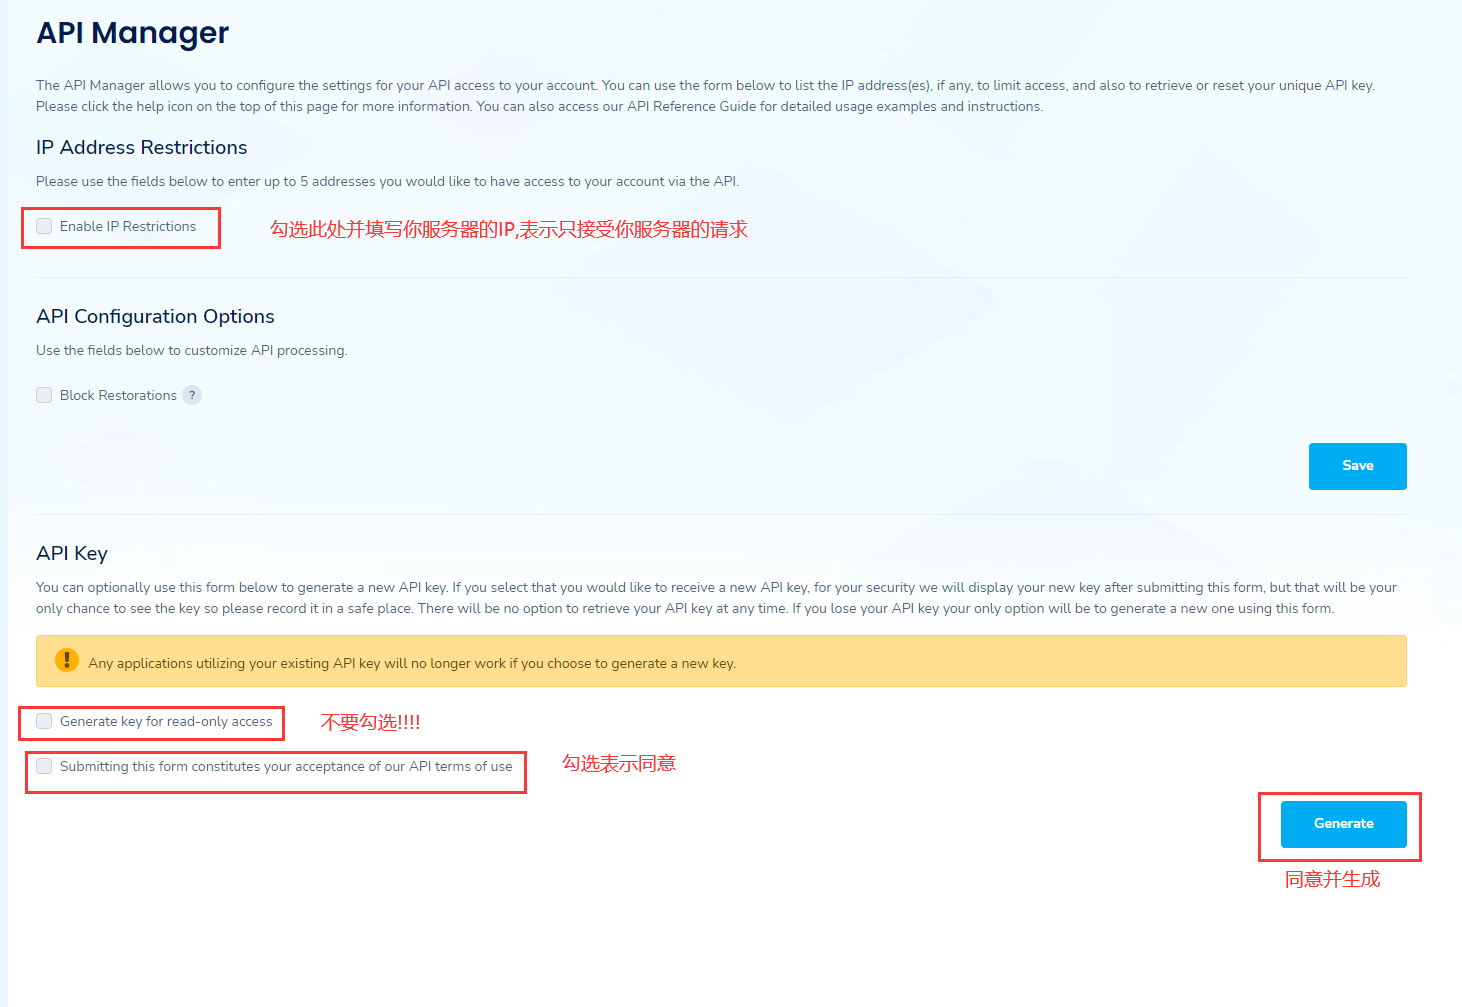 API Manager
The API Manager allows you to configure the settings for your API access to your account. You can use the form below to list the IP address(es), if any, to limit access, and also to retrieve or reset your unique API key.
Please click the help icon on the top of this page for more information. You can also access our API Reference Guide for detailed usage examples and instructions.
IP Address Restrictions
Please use the fields below to enter up to 5 addresses you would like to have access to your account via the API.
Enable IP Restrictions
勾选此处并填写你服务器的IP,表示只接受你服务器的请求
API Configuration Options
Use the fields below to customize API processing.
Block Restorations ?
Save
API Key
You can optionally use this form below to generate a new API key. If you select that you would like to receive a new API key, for your security we will display your new key after submitting this form, but that will be your
only chance to see the key so please record it in a safe place. There will be no option to retrieve your API key at any time. If you lose your API key your only option will be to generate a new one using this form.
Any applications utilizing your existing API key will no longer work if you choose to generate a new key.
Generate key for read-only access
不要勾选!!!!
Submitting this form constitutes your acceptance of our API terms of use
勾选表示同意
Generate
同意并生成